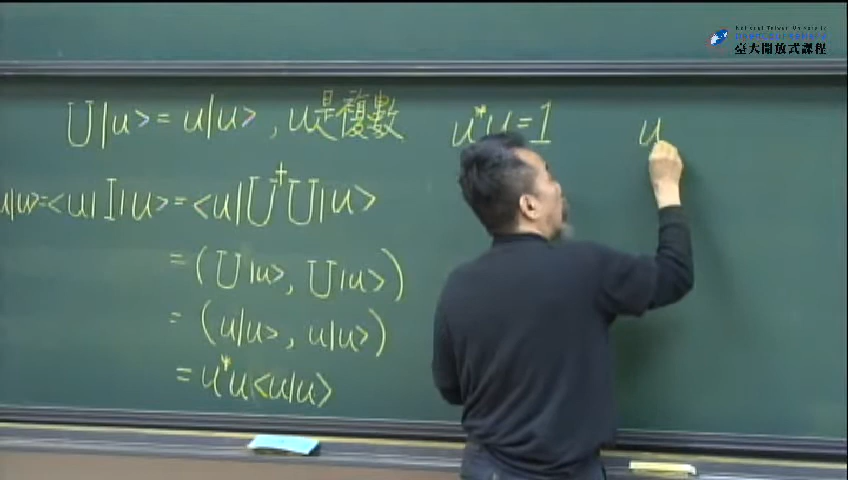 National Taiwan University
OpenCourseWare
臺大開放式課程
U|u> = u|u> , u是複數
u*u=1
u
u|u>=<u|I|u> = <u|U†U|u>
= (U|u>, U|u>)
= (u|u>, u|u>)
= u*u<u|u>